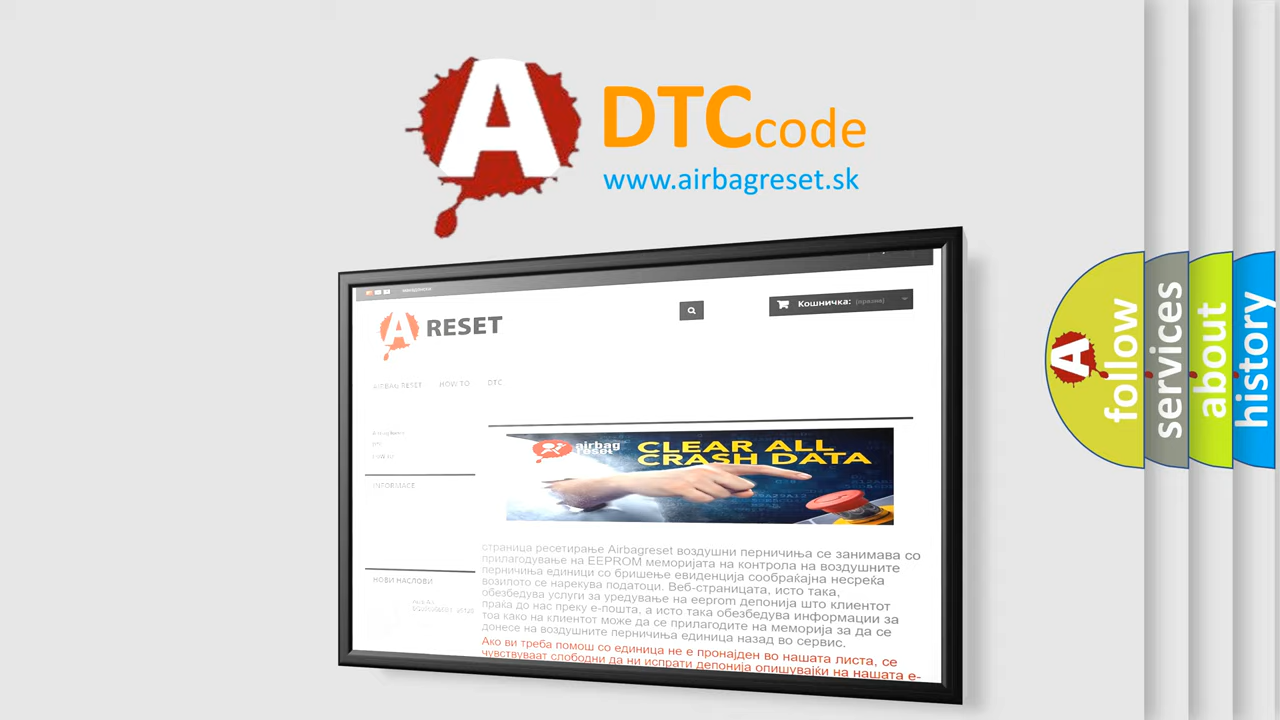 A
DTCcode
www.airbagreset.sk
A RESET
Кошничка: (празна)
AIRBAG RESET HOW TO DTC
airbag
reset
CLEAR ALL
CRASH DATA
INFORMACE
НОВИ НАСЛОВИ
страница ресетирање Airbagreset воздушни перничиња се занимава со
прилагодување на EEPROM меморијата на контрола на воздушните
перничиња единици со бришење евиденција сообраќајна несреќа
возилото се нарекува податоци. Веб-страницата, исто така,
обезбедува услуги за уредување на eeprom депонија што клиентот
праќа до нас преку е-пошта, а исто така обезбедува информации за
тоа како на клиентот може да се прилагодите на меморија за да се
донесе на воздушните перничиња единица назад во сервис.
Ако ви треба помош со единица не е пронајден во нашата листа, се
чувствуваат слободни да ни испрати депонија опишувајќи на нашата е-
A
follow
services
about
history